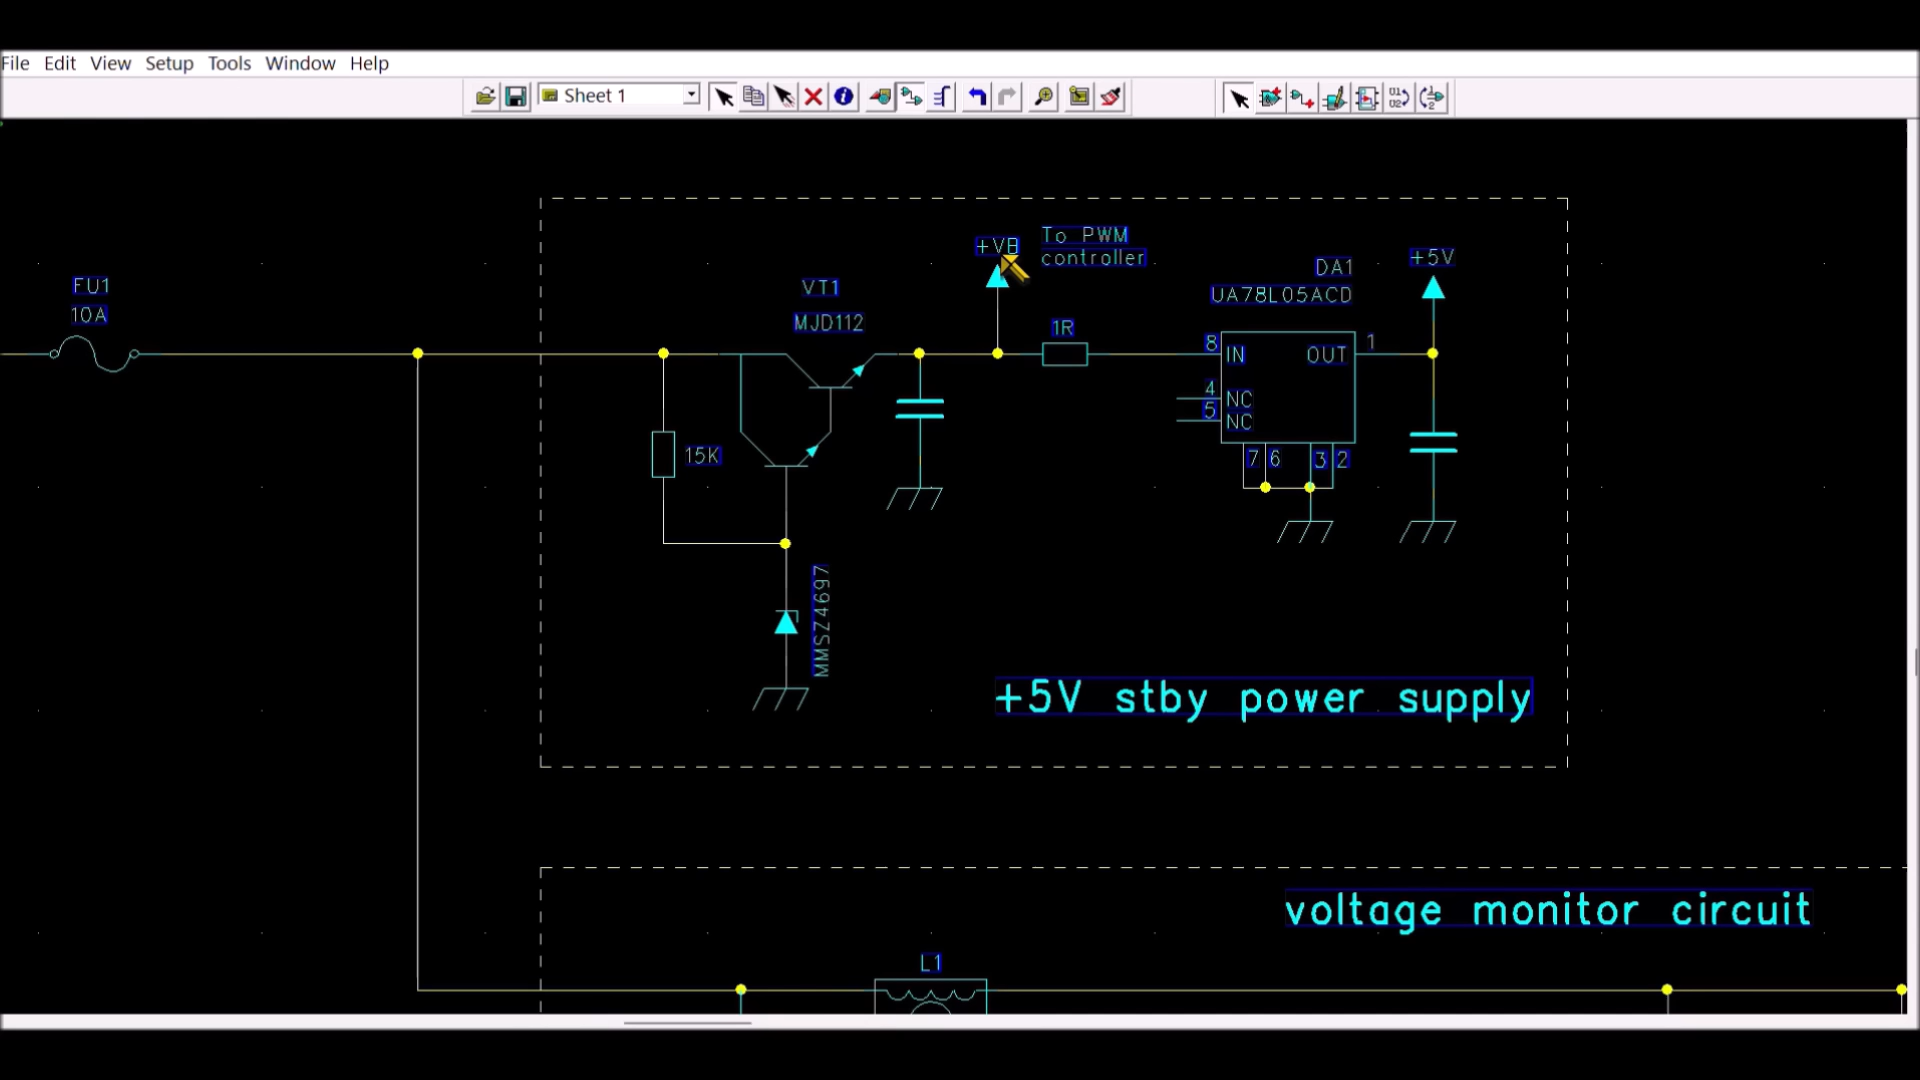 File Edit View Setup Tools Window Help
Sheet 1
FU1
10A
VT1
MJD112
+VB
To PWM
controller
1R
DA1
UA78L05ACD
+5V
8
IN
OUT
1
4
NC
5
NC
7
6
3
2
15K
MMSZ4697
+5V stby power supply
voltage monitor circuit
L1